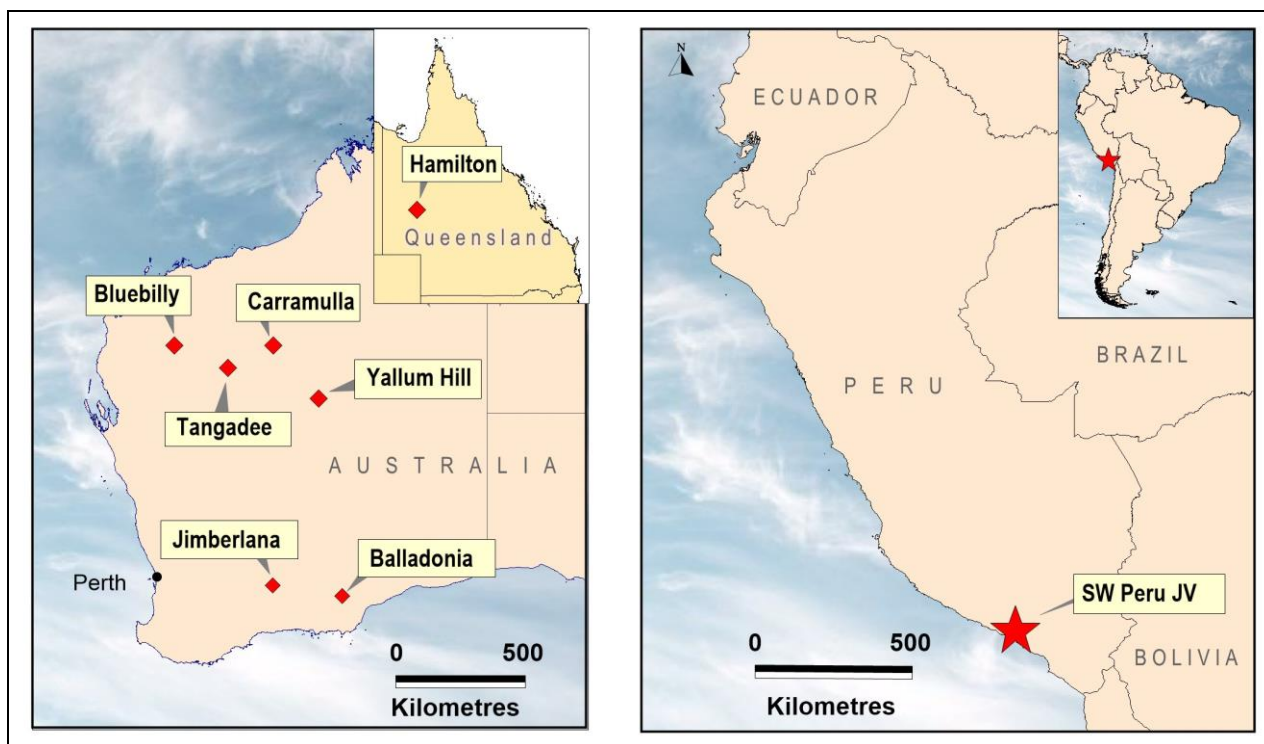 Hamilton
Queensland
Bluebilly
Carramulla
Yallum Hill
Tangadee
AUSTRALIA
Jimberlana
Balladonia
Perth
0 500
Kilometres
N
ECUADOR
BRAZIL
PERU
SW Peru JV
BOLIVIA
0 500
Kilometres